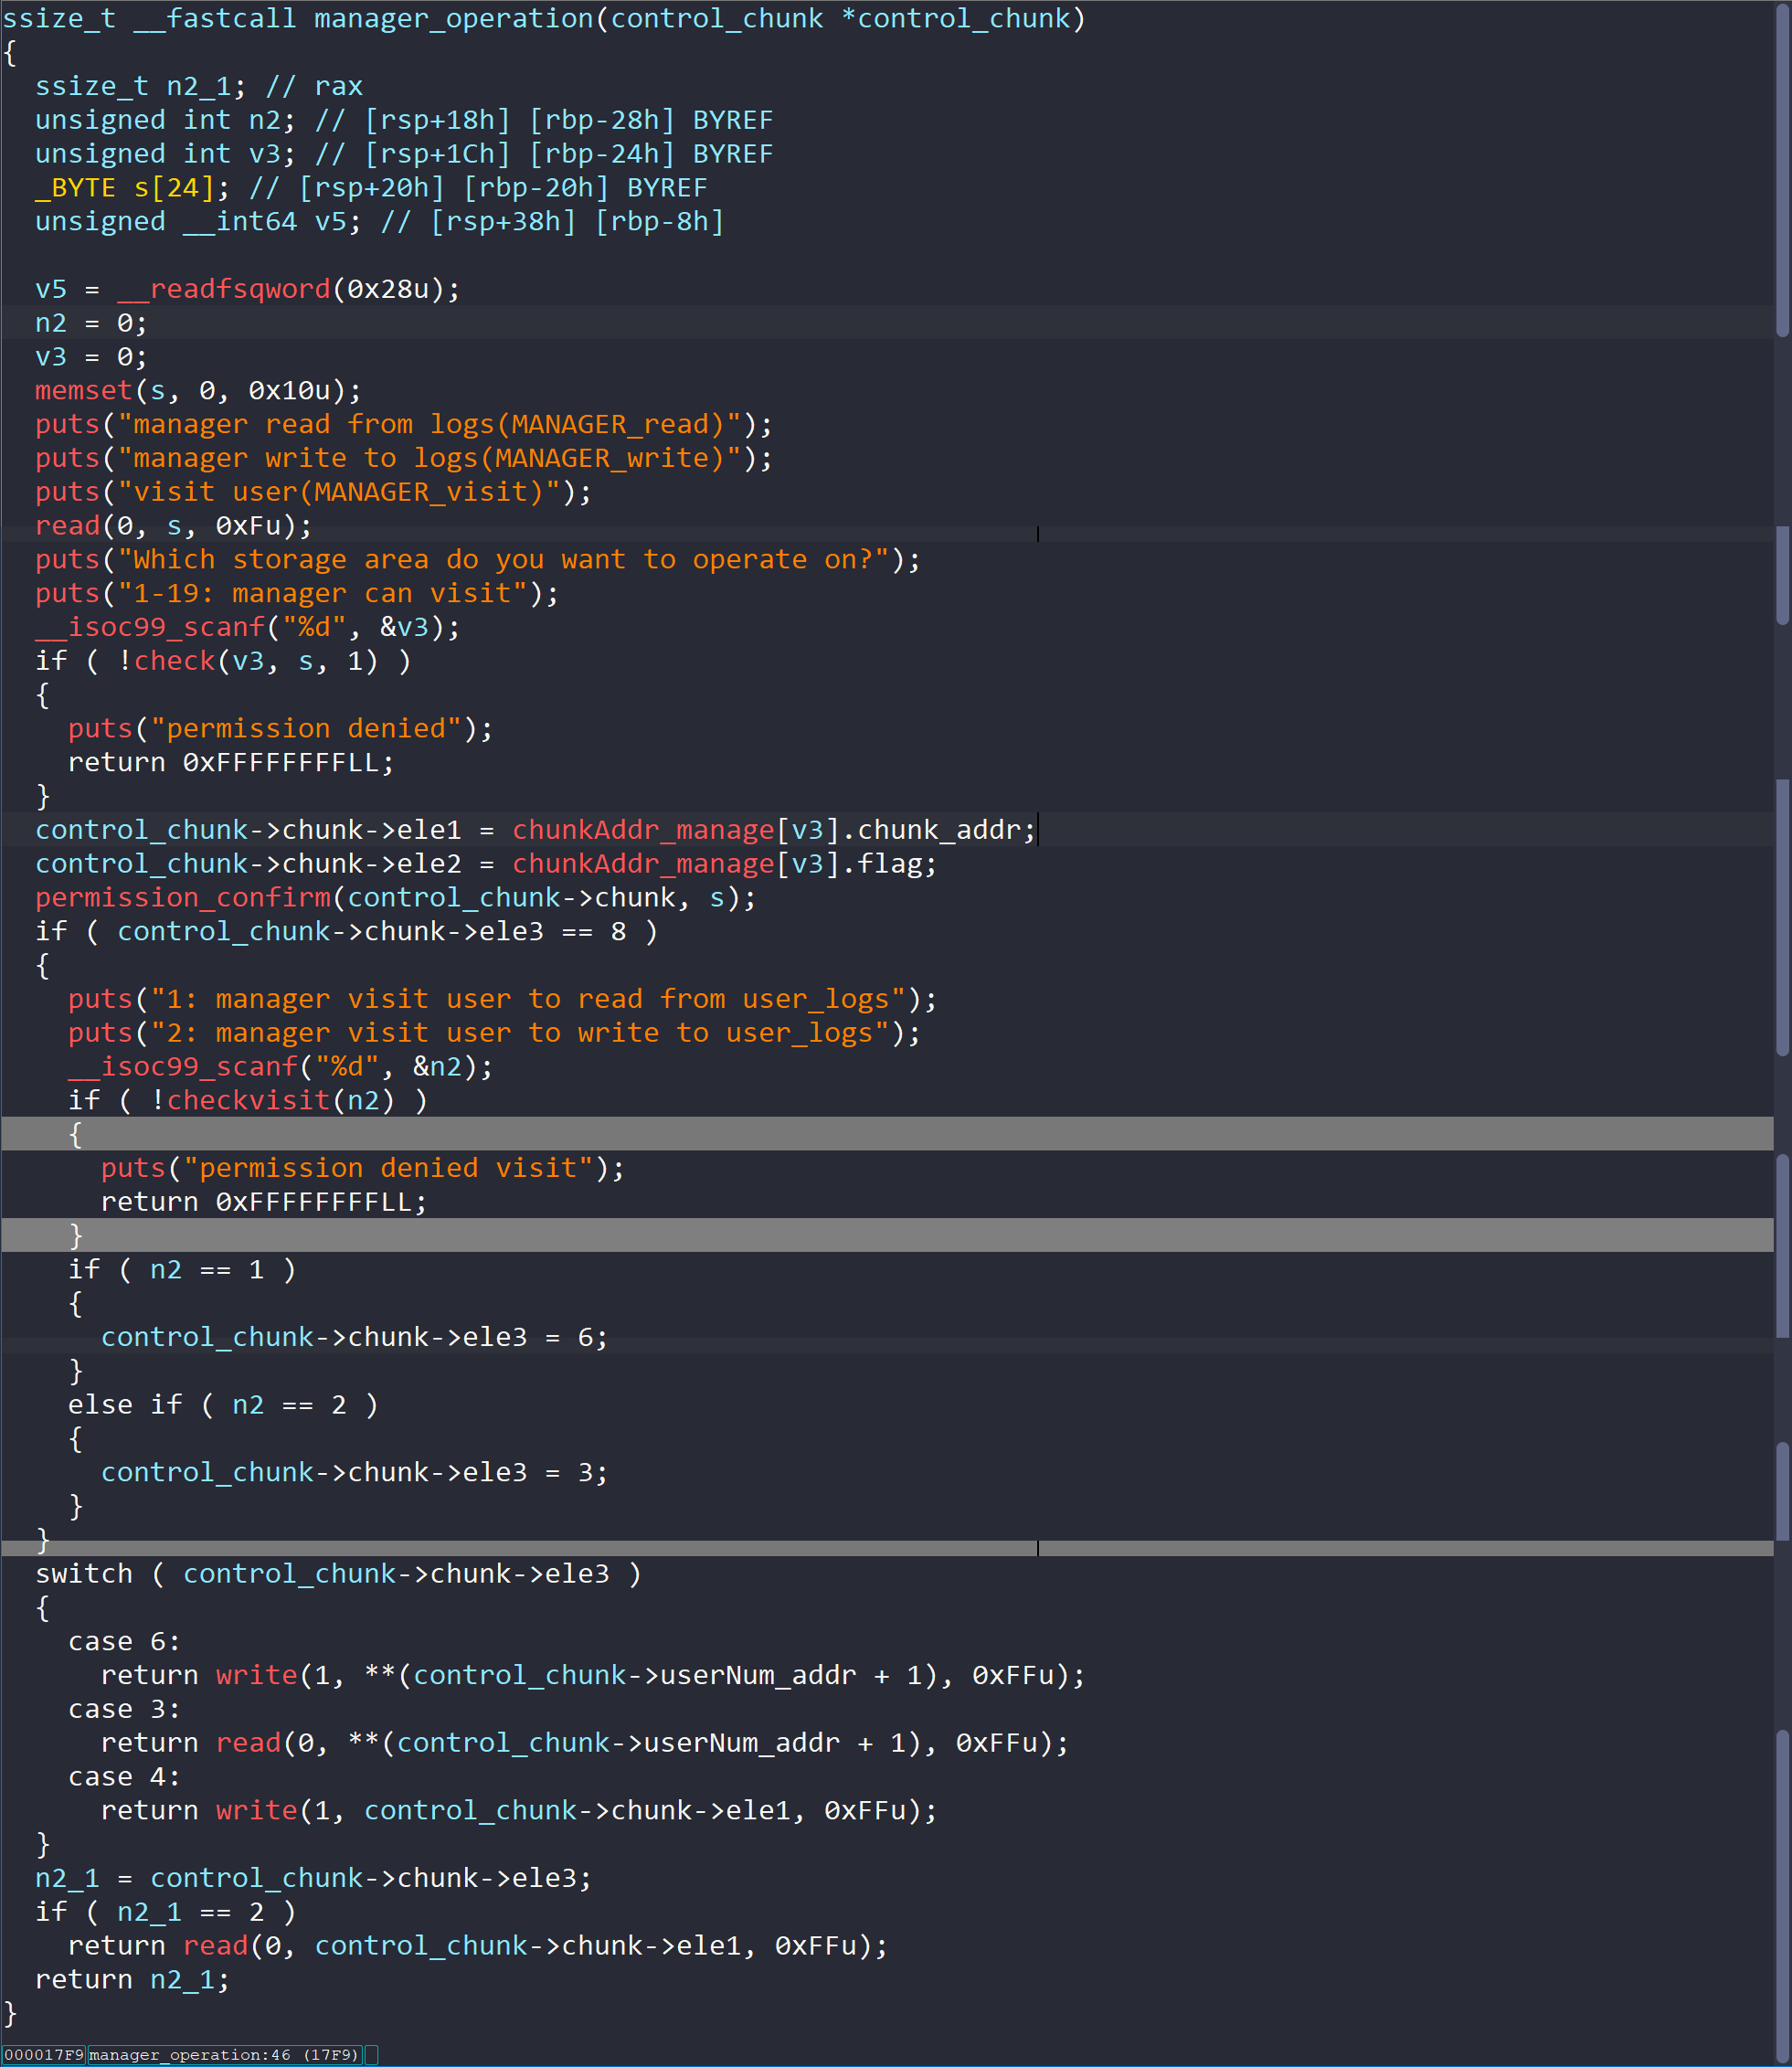 ssize_t __fastcall manager_operation(control_chunk *control_chunk)
{
  ssize_t n2_1; // rax
  unsigned int n2; // [rsp+18h] [rbp-28h] BYREF
  unsigned int v3; // [rsp+1Ch] [rbp-24h] BYREF
  _BYTE s[24]; // [rsp+20h] [rbp-20h] BYREF
  unsigned __int64 v5; // [rsp+38h] [rbp-8h]

  v5 = __readfsqword(0x28u);
  n2 = 0;
  v3 = 0;
  memset(s, 0, 0x10u);
  puts("manager read from logs(MANAGER_read)");
  puts("manager write to logs(MANAGER_write)");
  puts("visit user(MANAGER_visit)");
  read(0, s, 0xFu);
  puts("Which storage area do you want to operate on?");
  puts("1-19: manager can visit");
  __isoc99_scanf("%d", &v3);
  if ( !check(v3, s, 1) )
  {
    puts("permission denied");
    return 0xFFFFFFFFLL;
  }
  control_chunk->chunk->ele1 = chunkAddr_manage[v3].chunk_addr;
  control_chunk->chunk->ele2 = chunkAddr_manage[v3].flag;
  permission_confirm(control_chunk->chunk, s);
  if ( control_chunk->chunk->ele3 == 8 )
  {
    puts("1: manager visit user to read from user_logs");
    puts("2: manager visit user to write to user_logs");
    __isoc99_scanf("%d", &n2);
    if ( !checkvisit(n2) )
    {
      puts("permission denied visit");
      return 0xFFFFFFFFLL;
    }
    if ( n2 == 1 )
    {
      control_chunk->chunk->ele3 = 6;
    }
    else if ( n2 == 2 )
    {
      control_chunk->chunk->ele3 = 3;
    }
  }
  switch ( control_chunk->chunk->ele3 )
  {
    case 6:
      return write(1, **(control_chunk->userNum_addr + 1), 0xFFu);
    case 3:
      return read(0, **(control_chunk->userNum_addr + 1), 0xFFu);
    case 4:
      return write(1, control_chunk->chunk->ele1, 0xFFu);
  }
  n2_1 = control_chunk->chunk->ele3;
  if ( n2_1 == 2 )
    return read(0, control_chunk->chunk->ele1, 0xFFu);
  return n2_1;
}
000017F9 manager_operation:46 (17F9)